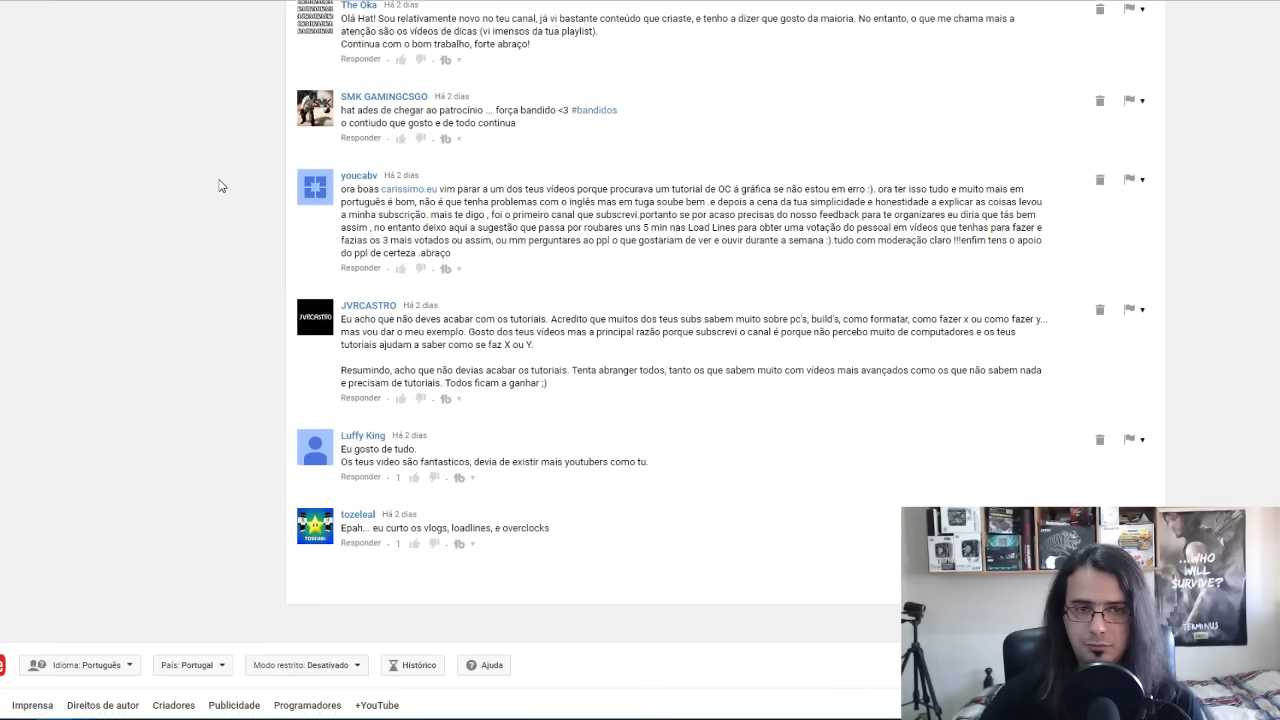 The Oka Há 2 dias
Olá Hat! Sou relativamente novo no teu canal, já vi bastante conteúdo que criaste, e tenho a dizer que gosto da maioria. No entanto, o que me chama mais a
atenção são os vídeos de dicas (vi imensos da tua playlist).
Continua com o bom trabalho, forte abraço!
Responder
SMK GAMINGCSGO Há 2 dias
hat ades de chegar ao patrocínio ... força bandido <3 #bandidos
o contiudo que gosto e de todo continua
Responder
youcabv Há 2 dias
ora boas carissimo.eu vim parar a um dos teus vídeos porque procurava um tutorial de OC á gráfica se não estou em erro :). ora ter isso tudo e muito mais em
português é bom, não é que tenha problemas com o inglês mas em tuga soube bem .e depois a cena da tua simplicidade e honestidade a explicar as coisas levou
a minha subscrição. mais te digo , foi o primeiro canal que subscrevi.portanto se por acaso precisas do nosso feedback para te organizares eu diria que tás bem
assim , no entanto deixo aqui a sugestão que passa por roubares uns 5 min nas Load Lines para obter uma votação do pessoal em vídeos que tenhas para fazer e
fazias os 3 mais votados ou assim, ou mm perguntares ao ppl o que gostariam de ver e ouvir durante a semana :).tudo com moderação claro !!!enfim tens o apoio
do ppl de certeza .abraço
Responder
JVRCASTRO
JVRCASTRO Há 2 dias
Eu acho que não deves acabar com os tutoriais. Acredito que muitos dos teus subs sabem muito sobre pc's, build's, como formatar, como fazer x ou como fazer y...
mas vou dar o meu exemplo. Gosto dos teus vídeos mas a principal razão porque subscrevi o canal é porque não percebo muito de computadores e os teus
tutoriais ajudam a saber como se faz X ou Y.
Resumindo, acho que não devias acabar os tutoriais. Tenta abranger todos, tanto os que sabem muito com vídeos mais avançados como os que não sabem nada
e precisam de tutoriais. Todos ficam a ganhar ;)
Responder
Luffy King Há 2 dias
Eu gosto de tudo.
Os teus video são fantasticos, devia de existir mais youtubers como tu.
Responder 1
tozeleal Há 2 dias
Epah... eu curto os vlogs, loadlines, e overclocks
Responder 1
...WHO
WILL
SURVIVE?
TERMINUS
Idioma: Português País: Portugal Modo restrito: Desativado Histórico Ajuda
Imprensa Direitos de autor Criadores Publicidade Programadores +YouTube